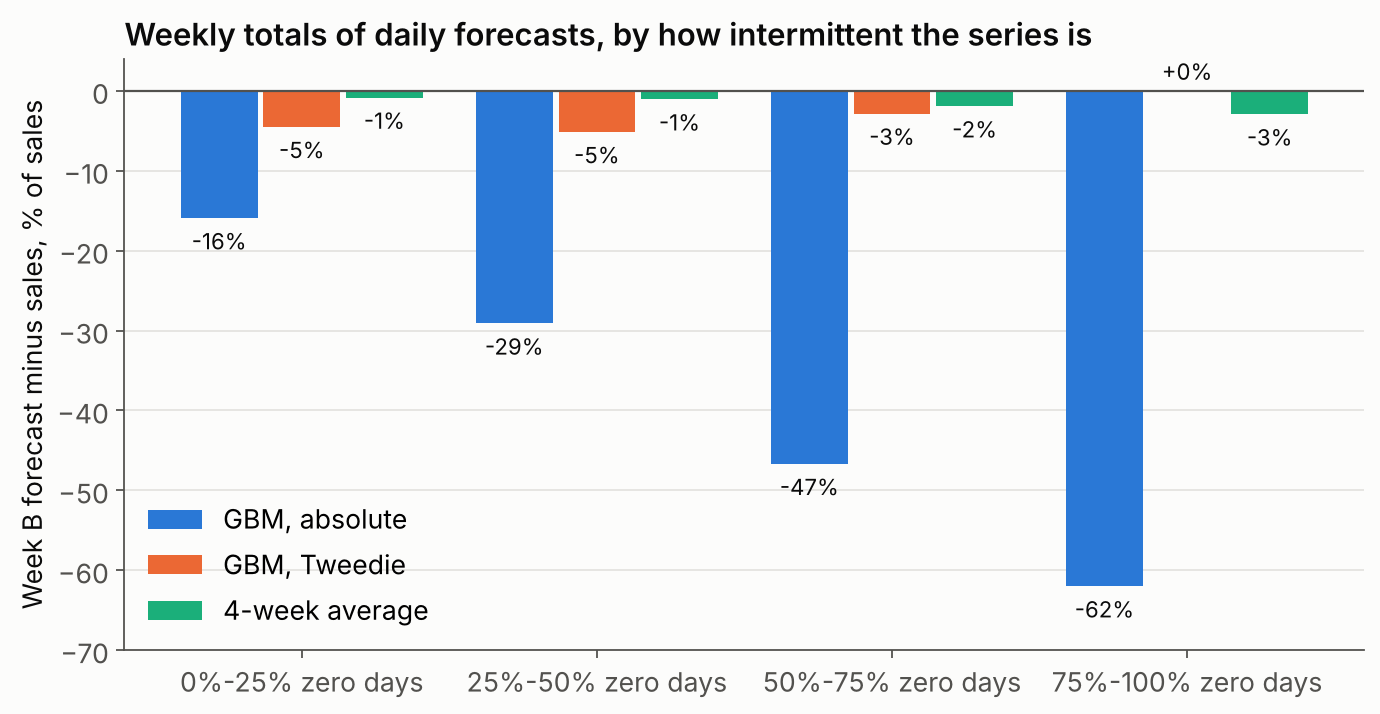 Weekly totals of daily forecasts, by how intermittent the series is
Week B forecast minus sales, % of sales
0
−10
−20
−30
−40
−50
−60
−70
-16%
-5%
-1%
-29%
-5%
-1%
-47%
-3%
-2%
-62%
+0%
-3%
GBM, absolute
GBM, Tweedie
4-week average
0%-25% zero days
25%-50% zero days
50%-75% zero days
75%-100% zero days